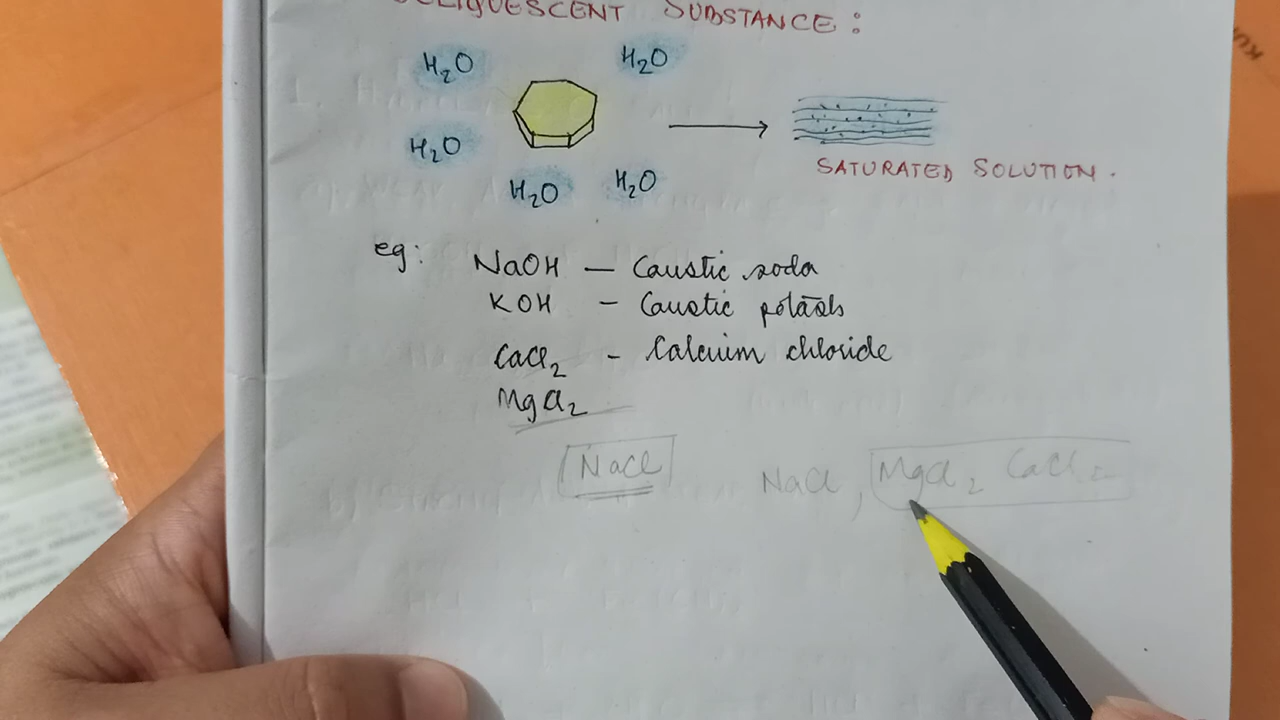 DELIQUESCENT SUBSTANCE:
H₂O H₂O
H₂O
H₂O H₂O
SATURATED SOLUTION.
eg: NaOH — Caustic soda
KOH — Caustic potash
CaCl₂ - Calcium chloride
MgCl₂
NaCl
NaCl, MgCl₂ CaCl₂